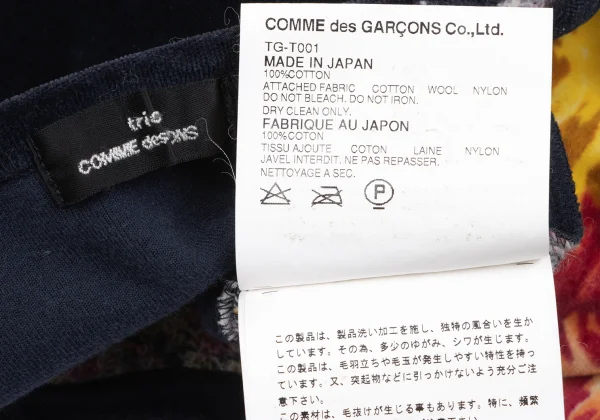 tric
COMME desDNS
COMME des GARÇONS Co.,Ltd.
TG-T001
MADE IN JAPAN
100%COTTON
ATTACHED FABRIC COTTON WOOL NYLON
DO NOT BLEACH. DO NOT IRON.
DRY CLEAN ONLY.
FABRIQUE AU JAPON
100%COTON
TISSU AJOUTE COTON LAINE NYLON
JAVEL INTERDIT. NE PAS REPASSER.
NETTOYAGE A SEC.
P
この製品は、製品洗い加工を施し、独特の風合いを生か
しています。その為、多少のゆがみ、シワが生じます。
この製品は、毛羽立ちや毛玉が発生しやすい特性を持っ
ています。又、突起物などに引っかけないよう充分ご注
意下さい。
この素材は、毛抜けが生じる事もあります。特に、頻繁